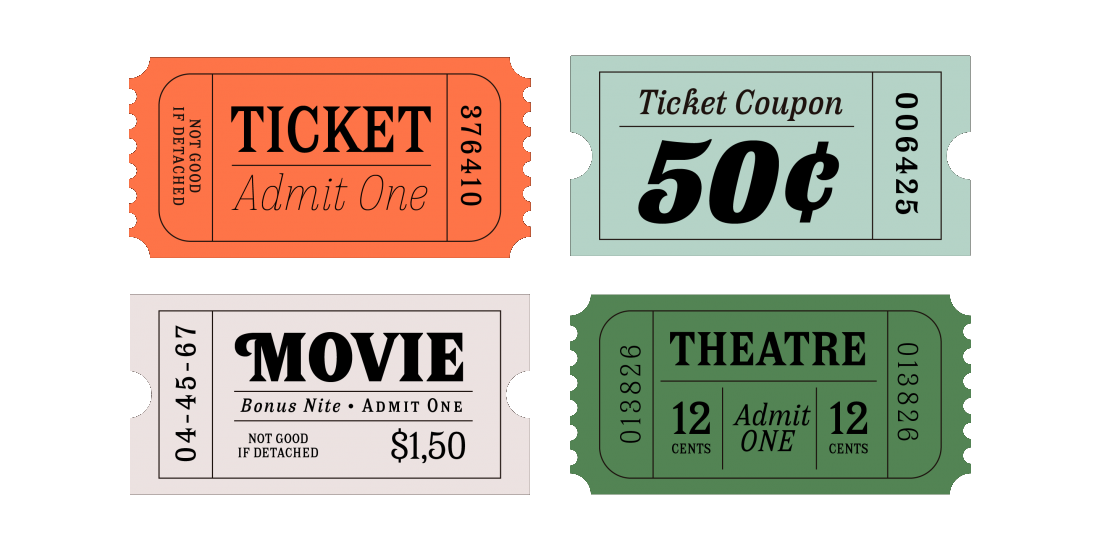 NOT GOOD
IF DETACHED
TICKET
Admit One
376410
Ticket Coupon
50¢
006425
04-45-67
MOVIE
Bonus Nite • ADMIT ONE
NOT GOOD
IF DETACHED
$1,50
013826
THEATRE
12
CENTS
Admit
ONE
12
CENTS
013826